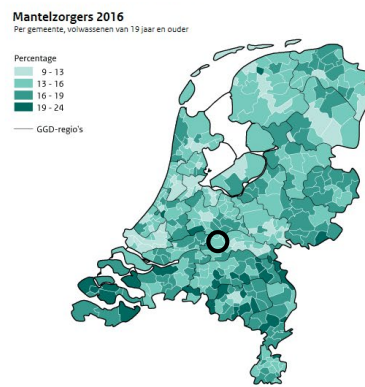 Mantelzorgers 2016
Per gemeente, volwassenen van 19 jaar en ouder
Percentage
9 - 13
13 - 16
16 - 19
19 - 24
GGD-regio's